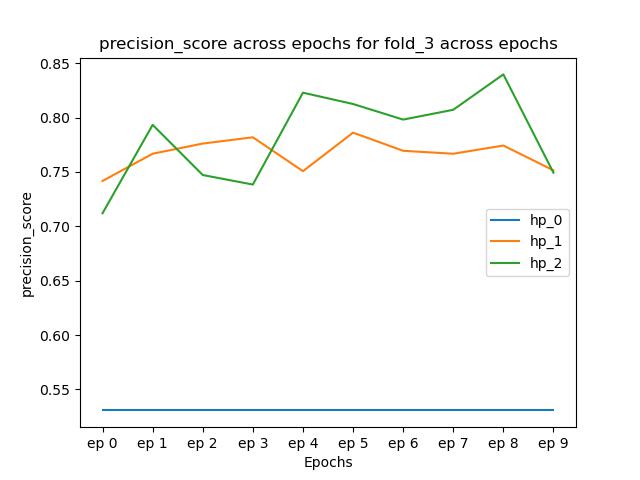 precision_score across epochs for fold_3 across epochs
precision_score
0.85
0.80
0.75
0.70
0.65
0.60
0.55
hp_0
hp_1
hp_2
ep 0 ep 1 ep 2 ep 3 ep 4 ep 5 ep 6 ep 7 ep 8 ep 9
Epochs